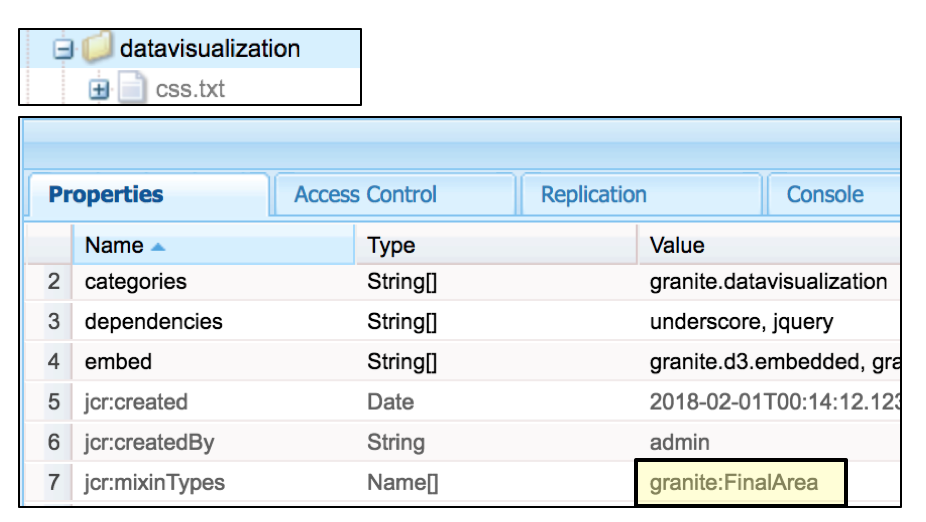 datavisualization
css.txt
Properties Access Control Replication Console
Name Type Value
2 categories String[] granite.datavisualization
3 dependencies String[] underscore, jquery
4 embed String[] granite.d3.embedded, gra
5 jcr:created Date 2018-02-01T00:14:12.123
6 jcr:createdBy String admin
7 jcr:mixinTypes Name[] granite:FinalArea